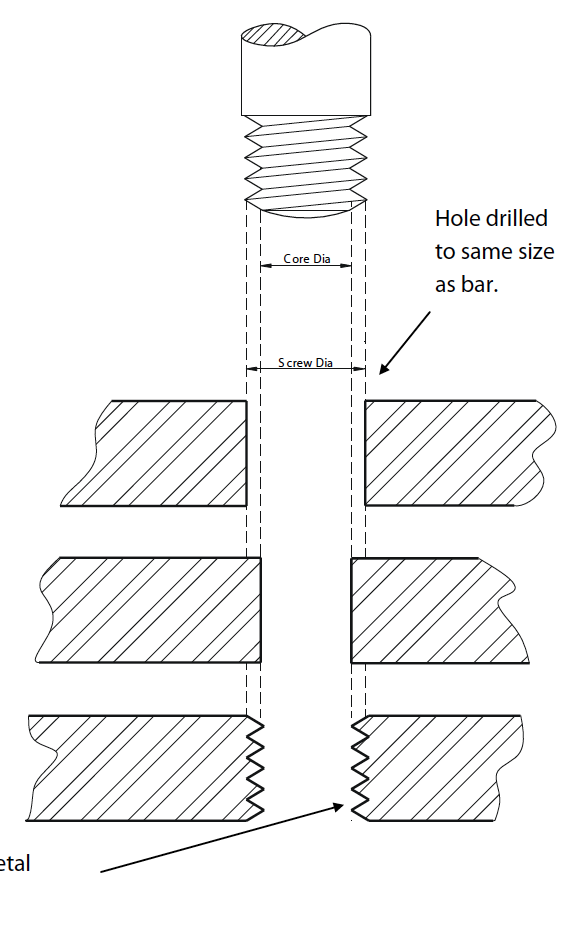 Hole drilled
to same size
as bar.
Core Dia
Screw Dia
etal